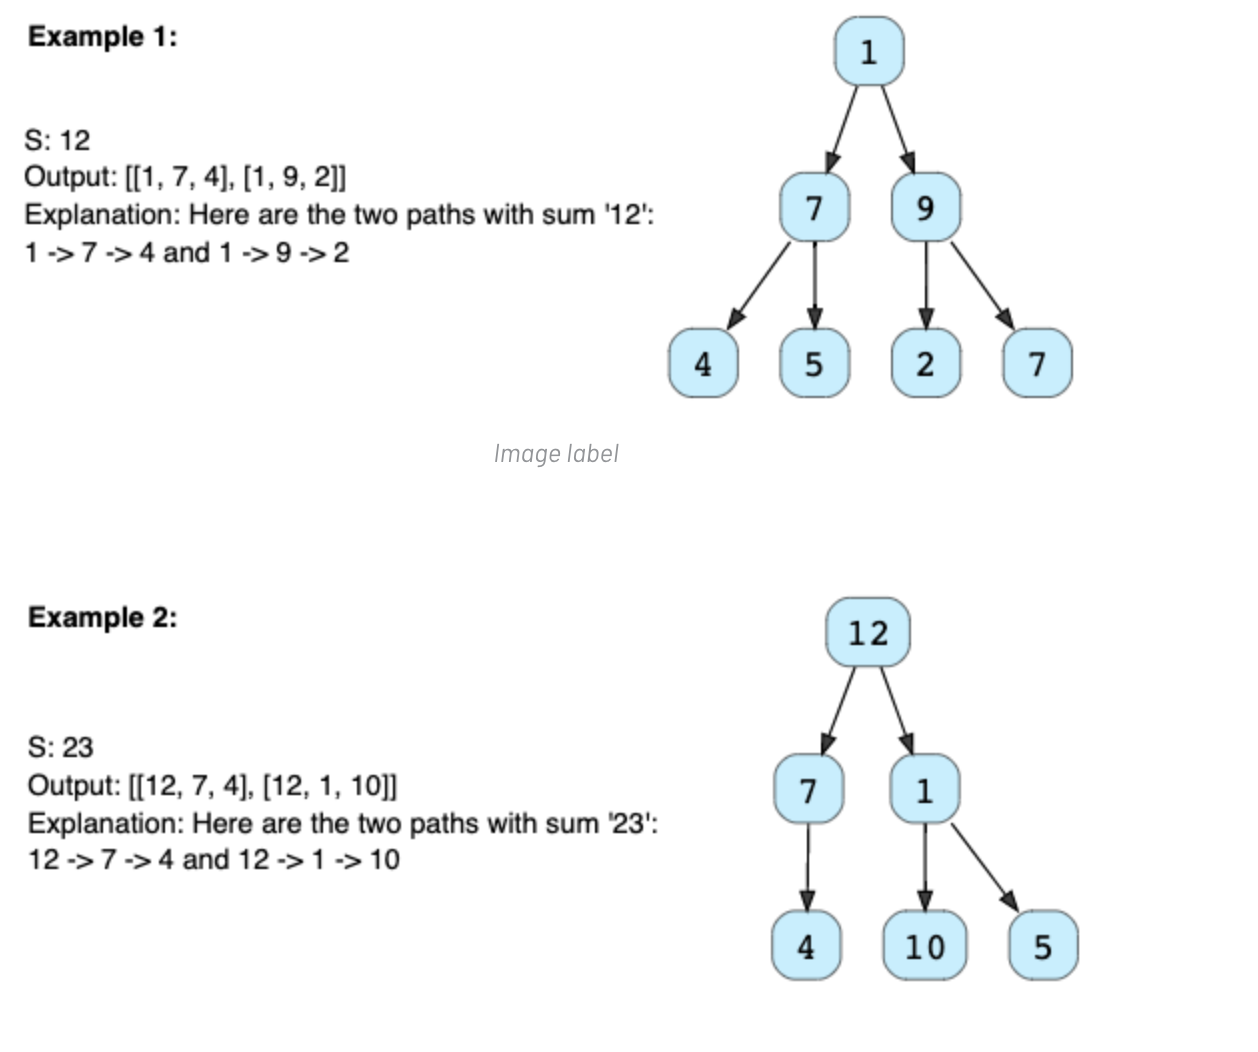 Example 1:
1
S: 12
Output: [[1, 7, 4], [1, 9, 2]]
Explanation: Here are the two paths with sum '12':
1 -> 7 -> 4 and 1 -> 9 -> 2
7 9
4 5 2 7
Image label
Example 2:
12
S: 23
Output: [[12, 7, 4], [12, 1, 10]]
Explanation: Here are the two paths with sum '23':
12 -> 7 -> 4 and 12 -> 1 -> 10
7 1
4 10 5